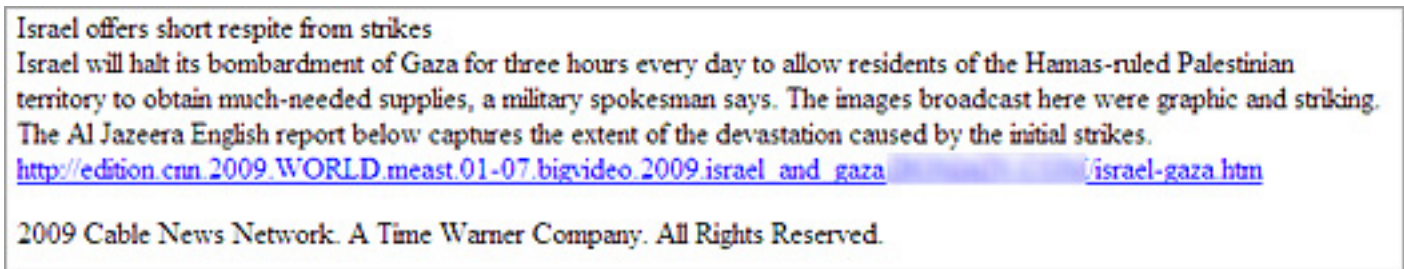 Israel offers short respite from strikes
Israel will halt its bombardment of Gaza for three hours every day to allow residents of the Hamas-ruled Palestinian
territory to obtain much-needed supplies, a military spokesman says. The images broadcast here were graphic and striking.
The Al Jazeera English report below captures the extent of the devastation caused by the initial strikes.
http://edition.cnn.2009.WORLD.meast.01-07.bigvideo.2009.israel_and_gaza /israel-gaza.htm
2009 Cable News Network. A Time Warner Company. All Rights Reserved.